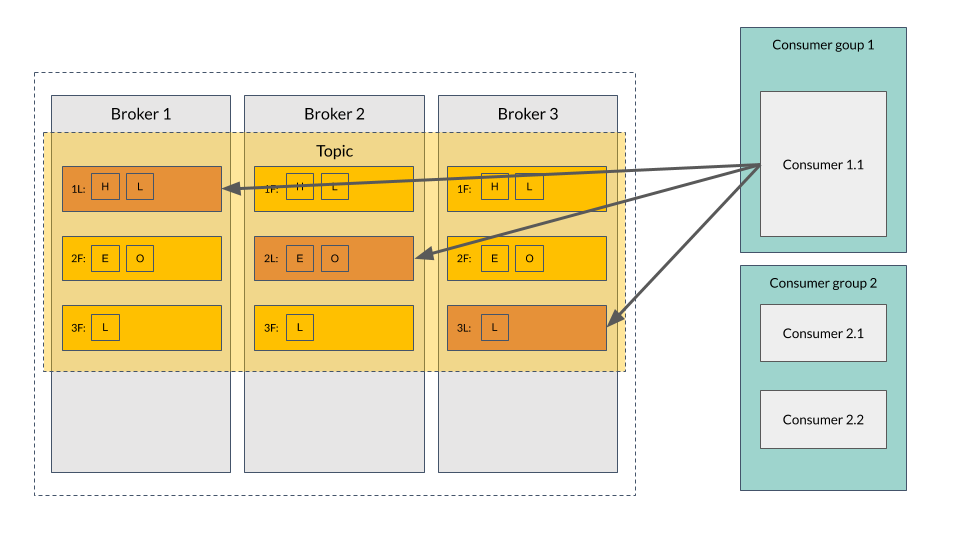 Consumer goup 1
Broker 1 Broker 2 Broker 3
Topic
Consumer 1.1
1L: H L 1F: H L 1F: H L
2F: E O 2L: E O 2F: E O
Consumer group 2
3F: L 3F: L 3L: L
Consumer 2.1
Consumer 2.2